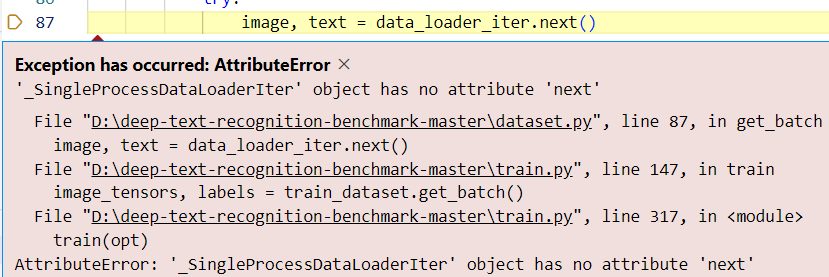 try:
87 image, text = data_loader_iter.next()
Exception has occurred: AttributeError ×
'_SingleProcessDataLoaderIter' object has no attribute 'next'
File "D:\deep-text-recognition-benchmark-master\dataset.py", line 87, in get_batch
image, text = data_loader_iter.next()
File "D:\deep-text-recognition-benchmark-master\train.py", line 147, in train
image_tensors, labels = train_dataset.get_batch()
File "D:\deep-text-recognition-benchmark-master\train.py", line 317, in <module>
train(opt)
AttributeError: '_SingleProcessDataLoaderIter' object has no attribute 'next'